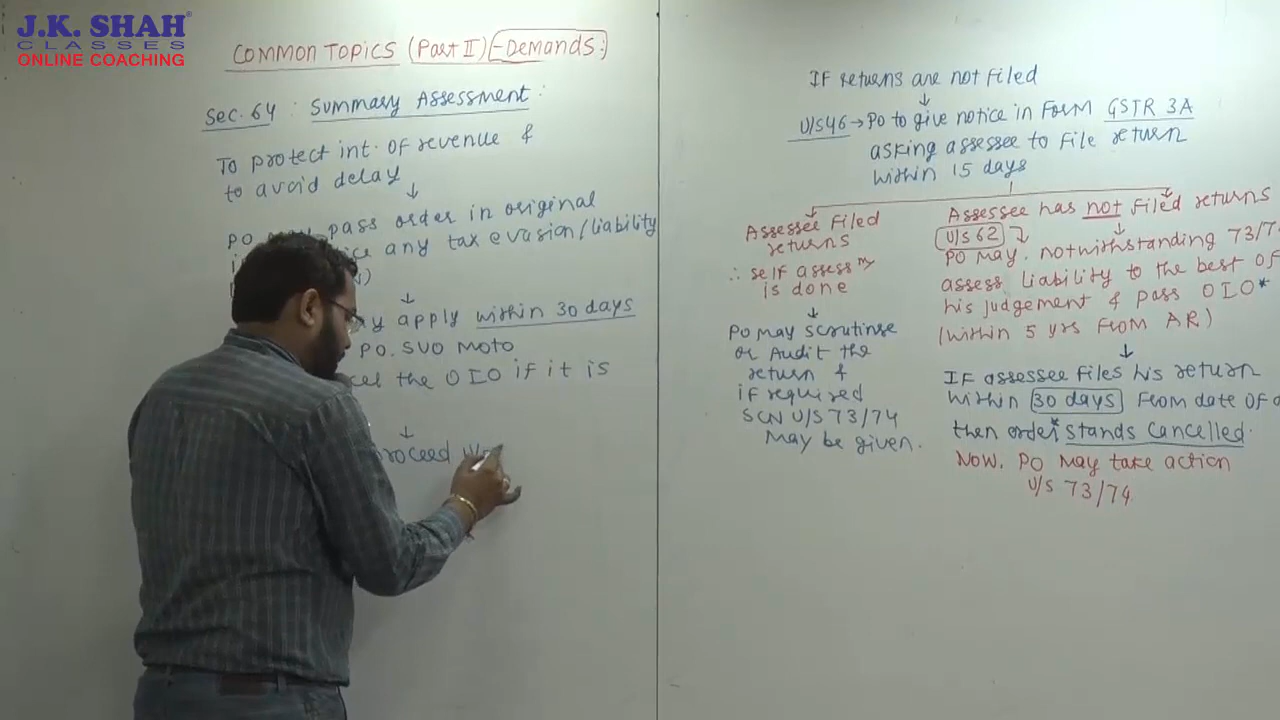 J.K. SHAH®
CLASSES
ONLINE COACHING
COMMON TOPICS (Part II) (-Demands:)
Sec. 64 : Summary Assessment :
To protect int. of revenue &
to avoid delay
↓
PO pass order in original
any tax evasion/liability
↓
apply within 30 days
PO. SUO MOTO
the OIO if it is
↓
proceed
IF returns are not filed
↓
U/S 46 → PO to give notice in Form GSTR 3A
asking assessee to file return
within 15 days
Assessee filed
returns
∴ self assessmt
is done
↓
PO may scrutinse
or Audit the
return &
if required
SCN U/S 73/74
May be given.
Assessee has not filed returns
U/S 62
PO may. notwithstanding 73/7
assess liability to the best of
his judgement & pass OIO*
(within 5 yrs from AR)
↓
IF assessee files his return
within 30 days from date of
then order* stands cancelled.
Now. PO may take action
U/S 73/74